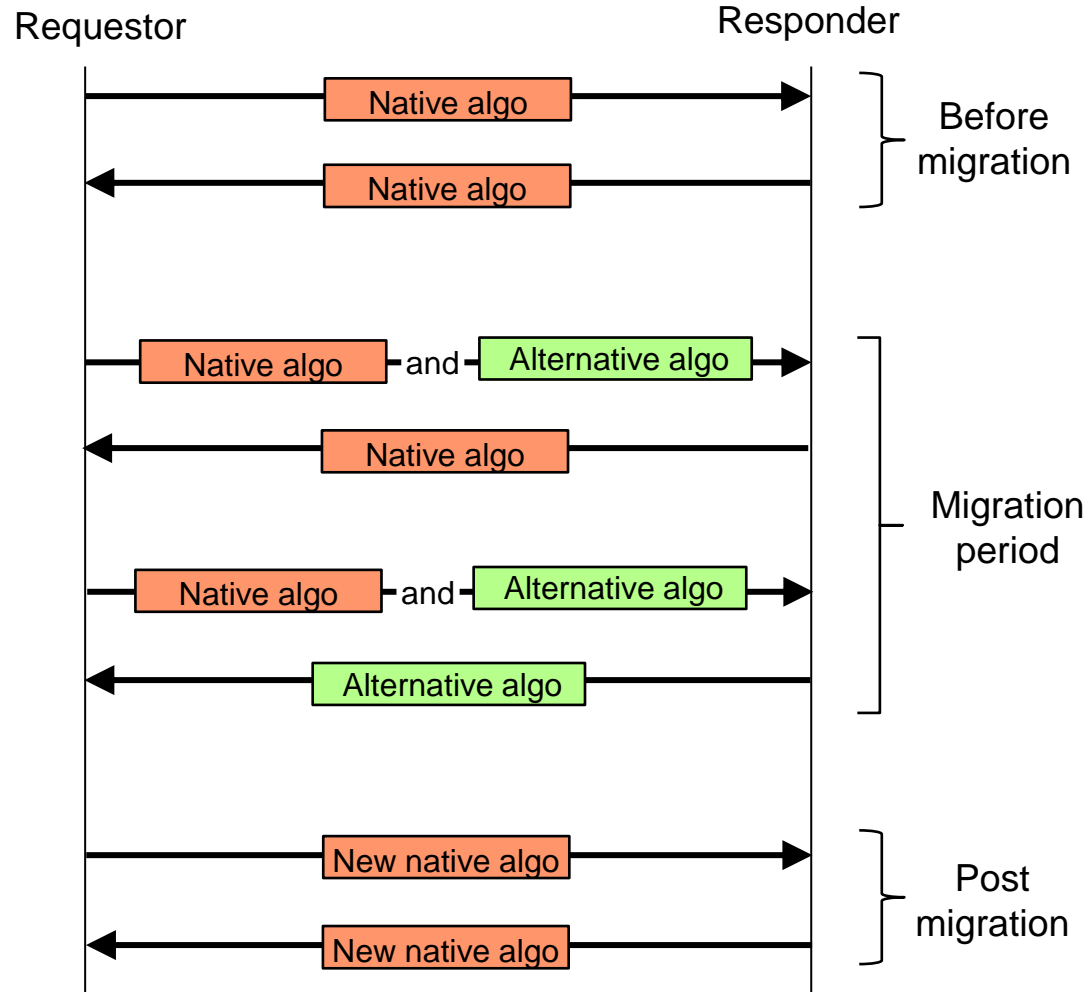 Requestor
Responder
Native algo
Native algo
Before
migration
Native algo and Alternative algo
Native algo
Native algo and Alternative algo
Alternative algo
Migration
period
New native algo
New native algo
Post
migration